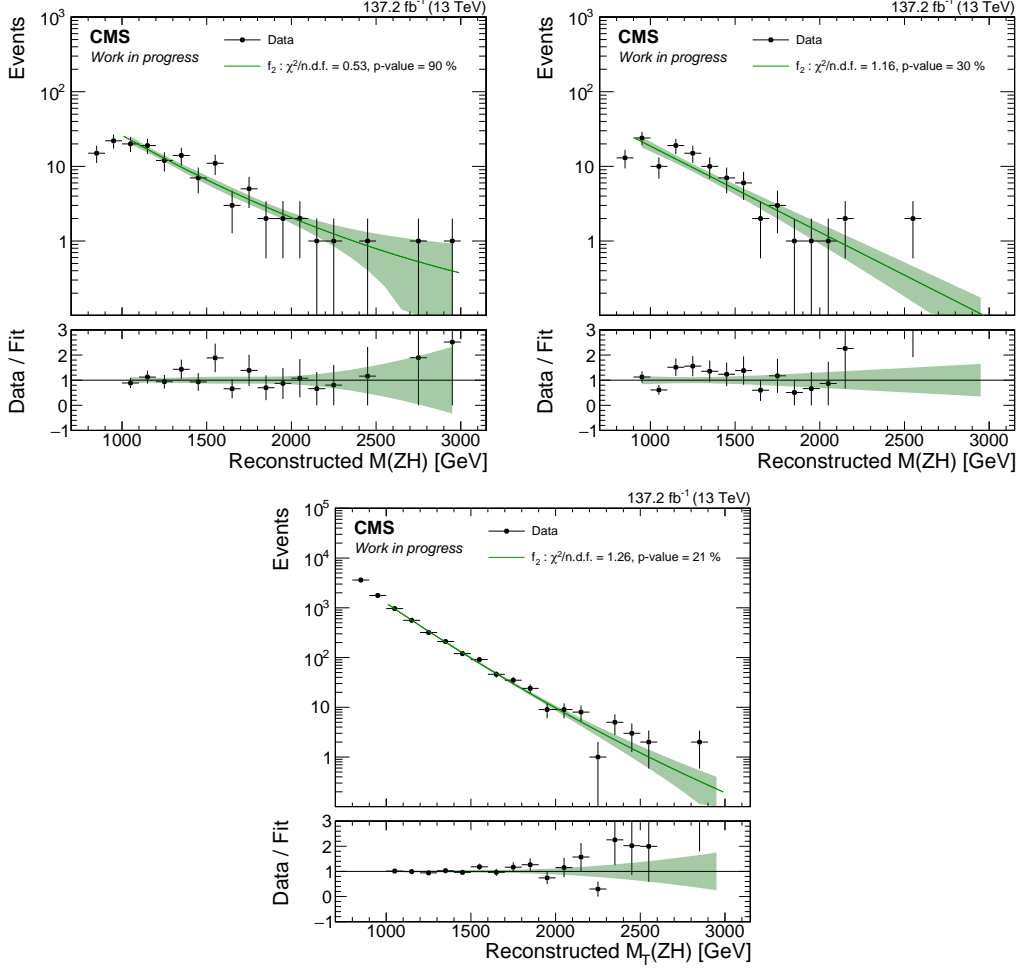 137.2 fb⁻¹ (13 TeV)
Events
10³
10²
10
1
CMS
Work in progress
Data
f₂ : χ²/n.d.f. = 0.53, p-value = 90 %
Data / Fit
3
2
1
0
−1
1000 1500 2000 2500 3000
Reconstructed M(ZH) [GeV]
137.2 fb⁻¹ (13 TeV)
Events
10³
10²
10
1
CMS
Work in progress
Data
f₂ : χ²/n.d.f. = 1.16, p-value = 30 %
Data / Fit
3
2
1
0
−1
1000 1500 2000 2500 3000
Reconstructed M(ZH) [GeV]
137.2 fb⁻¹ (13 TeV)
Events
10⁵
10⁴
10³
10²
10
1
CMS
Work in progress
Data
f₂ : χ²/n.d.f. = 1.26, p-value = 21 %
Data / Fit
3
2
1
0
−1
1000 1500 2000 2500 3000
Reconstructed M_T(ZH) [GeV]